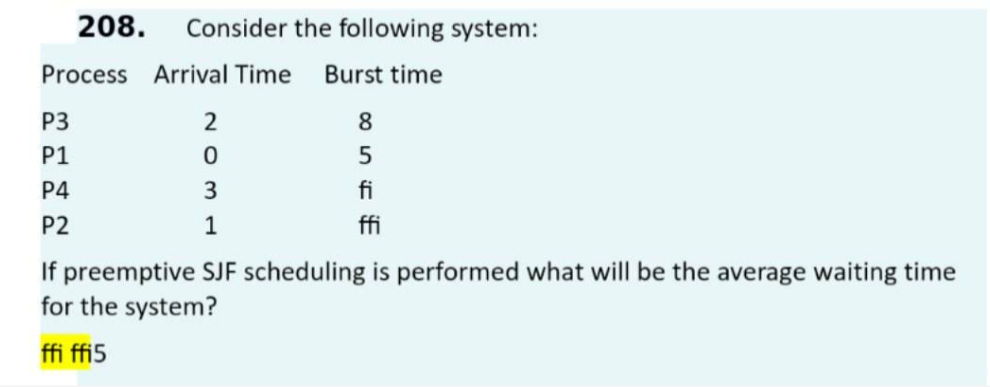 208. Consider the following system:
Process Arrival Time Burst time
P3 2 8
P1 0 5
P4 3 fi
P2 1 ffi
If preemptive SJF scheduling is performed what will be the average waiting time
for the system?
ffi ffi5